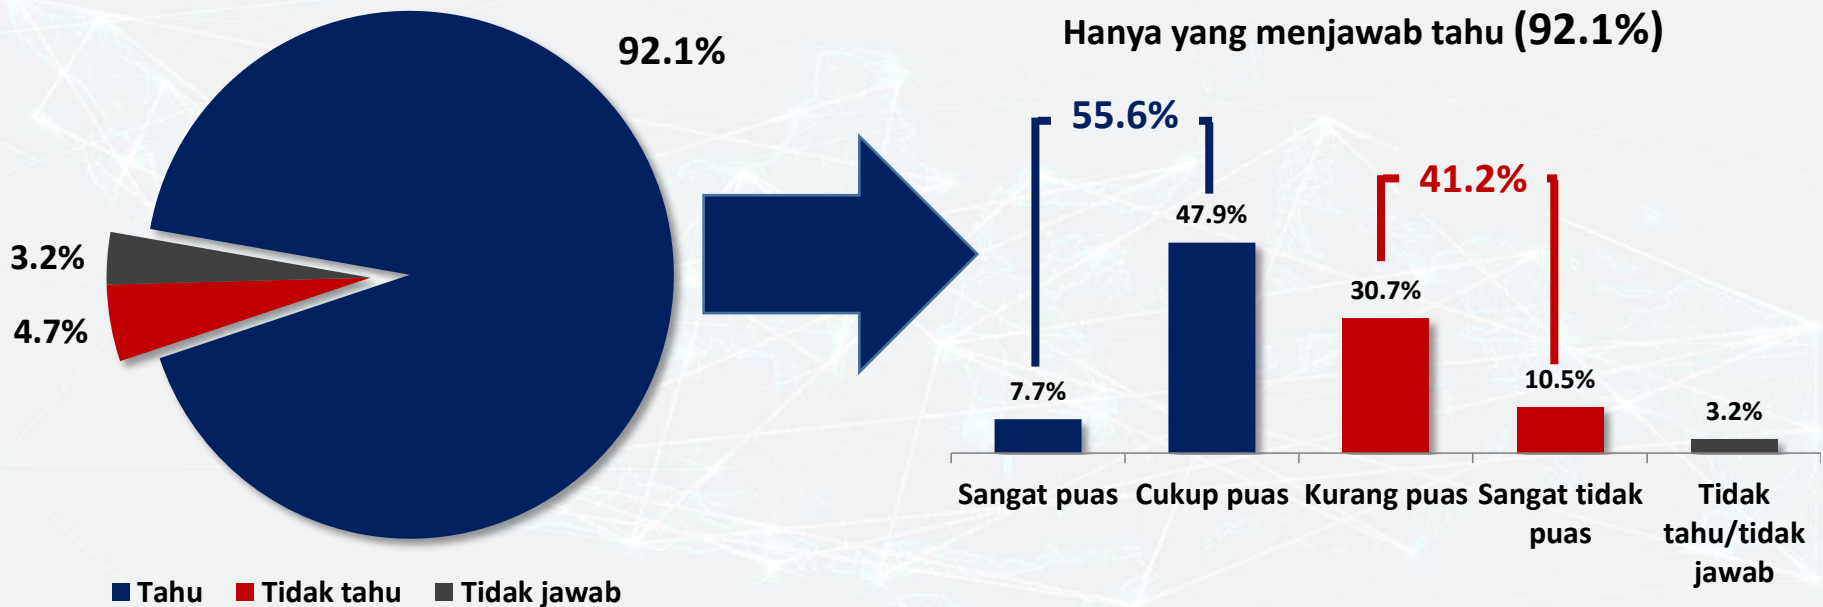 92.1%
3.2%
4.7%
Tahu Tidak tahu Tidak jawab
Hanya yang menjawab tahu (92.1%)
55.6%
41.2%
7.7%
47.9%
30.7%
10.5%
3.2%
Sangat puas
Cukup puas
Kurang puas
Sangat tidak
puas
Tidak
tahu/tidak
jawab